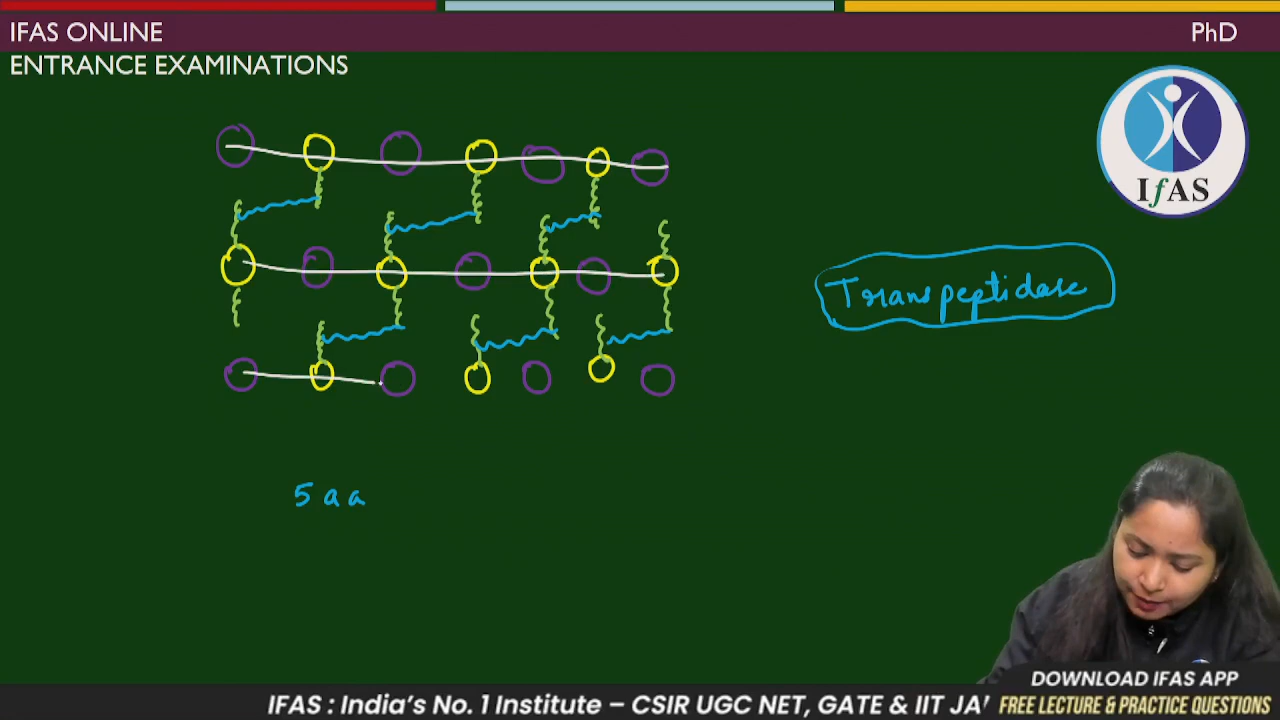 IFAS ONLINE
PhD
ENTRANCE EXAMINATIONS
IfAS
Transpeptidase
5 a a
DOWNLOAD IFAS APP
IFAS : India's No. 1 Institute – CSIR UGC NET, GATE & IIT JA
FREE LECTURE & PRACTICE QUESTIONS